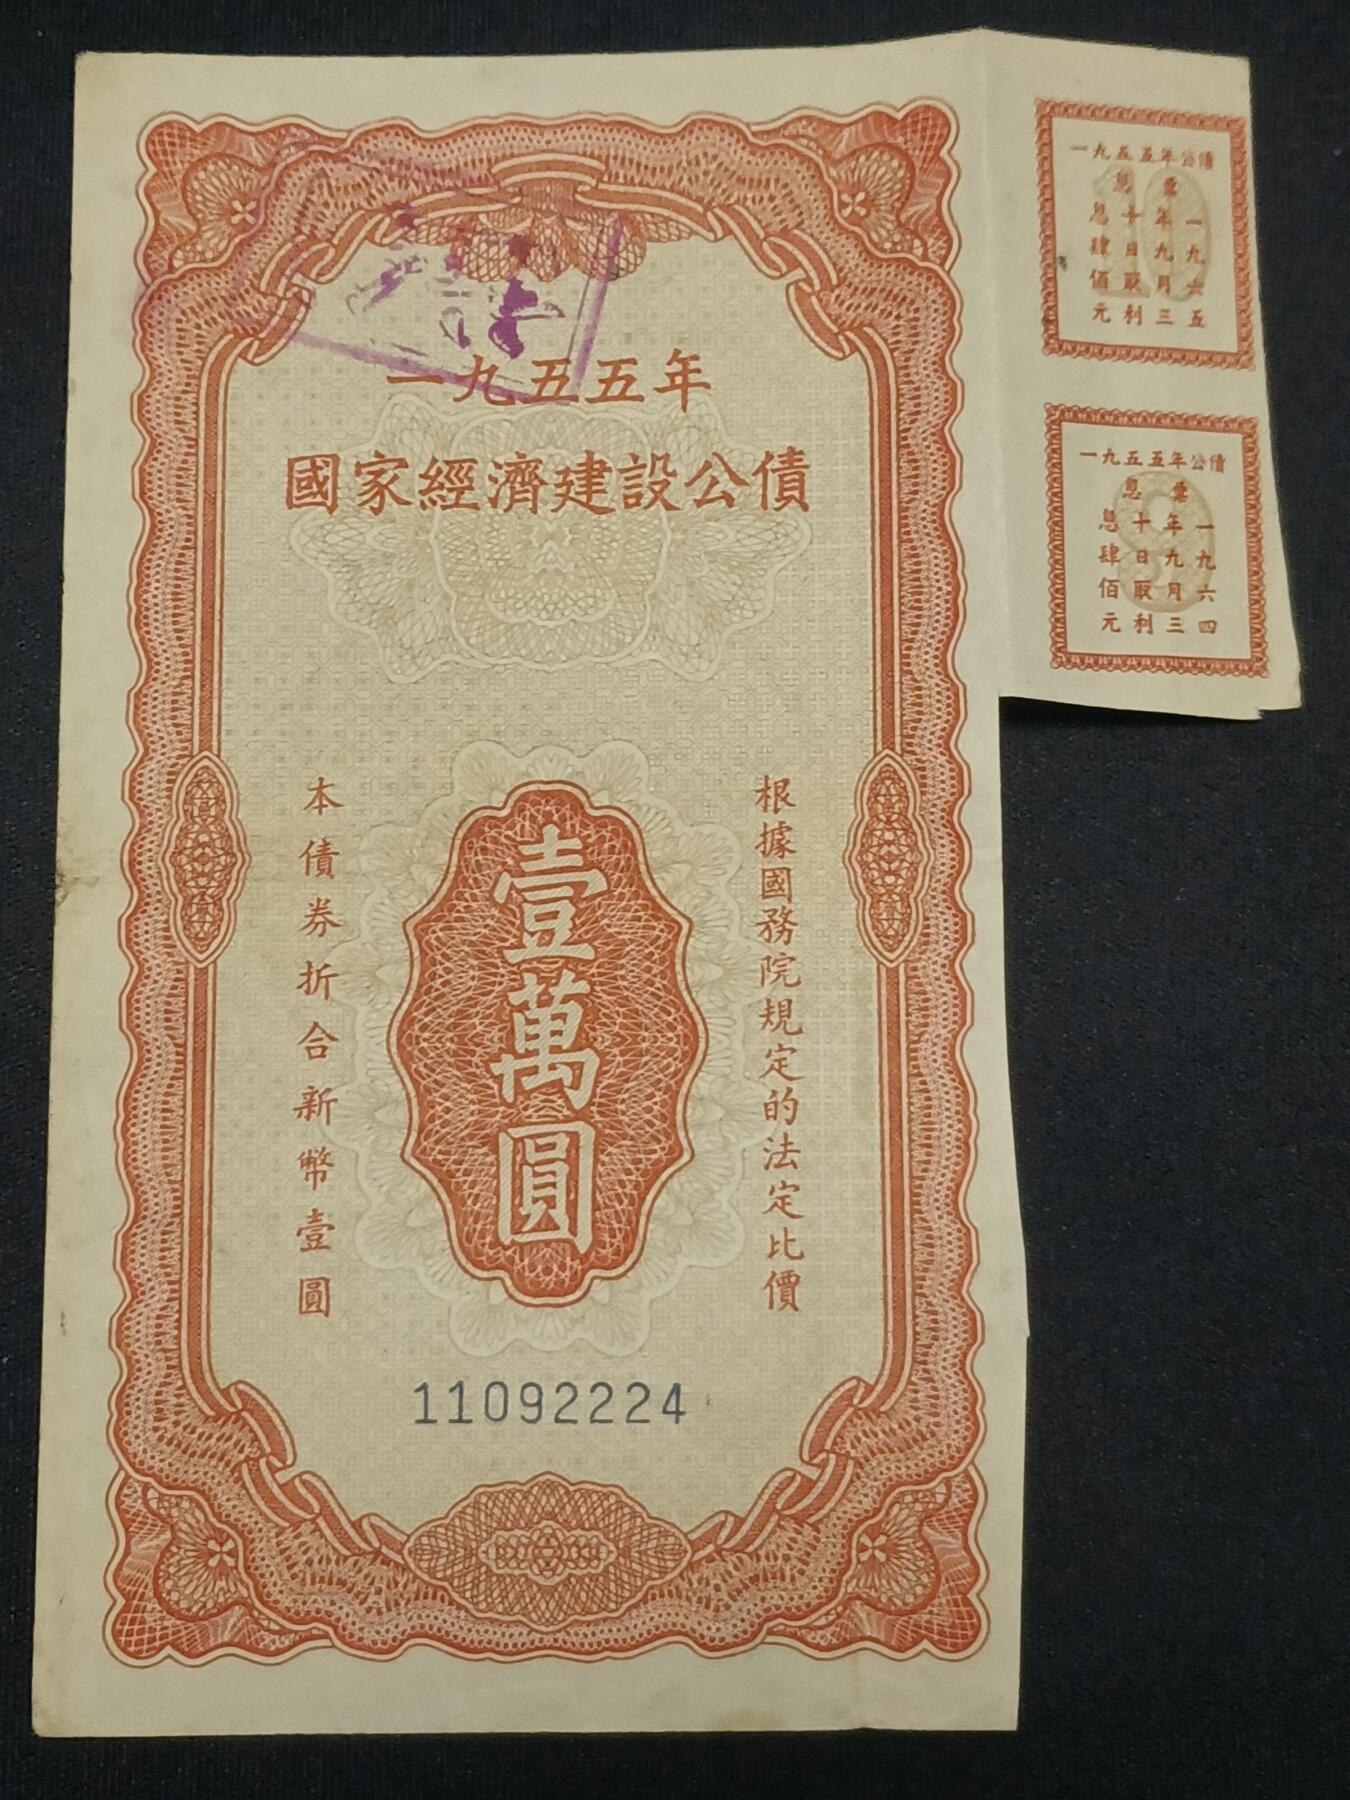 一九五五年
國家經濟建設公債
根據國務院規定的法定比價
壹萬圓
本債券折合新幣壹圓
11092224
一九五五年公債
息票
10
一九六五
年九月三
十日取利
息肆佰元
一九五五年公債
息票
9
一九六四
年九月三
十日取利
息肆佰元